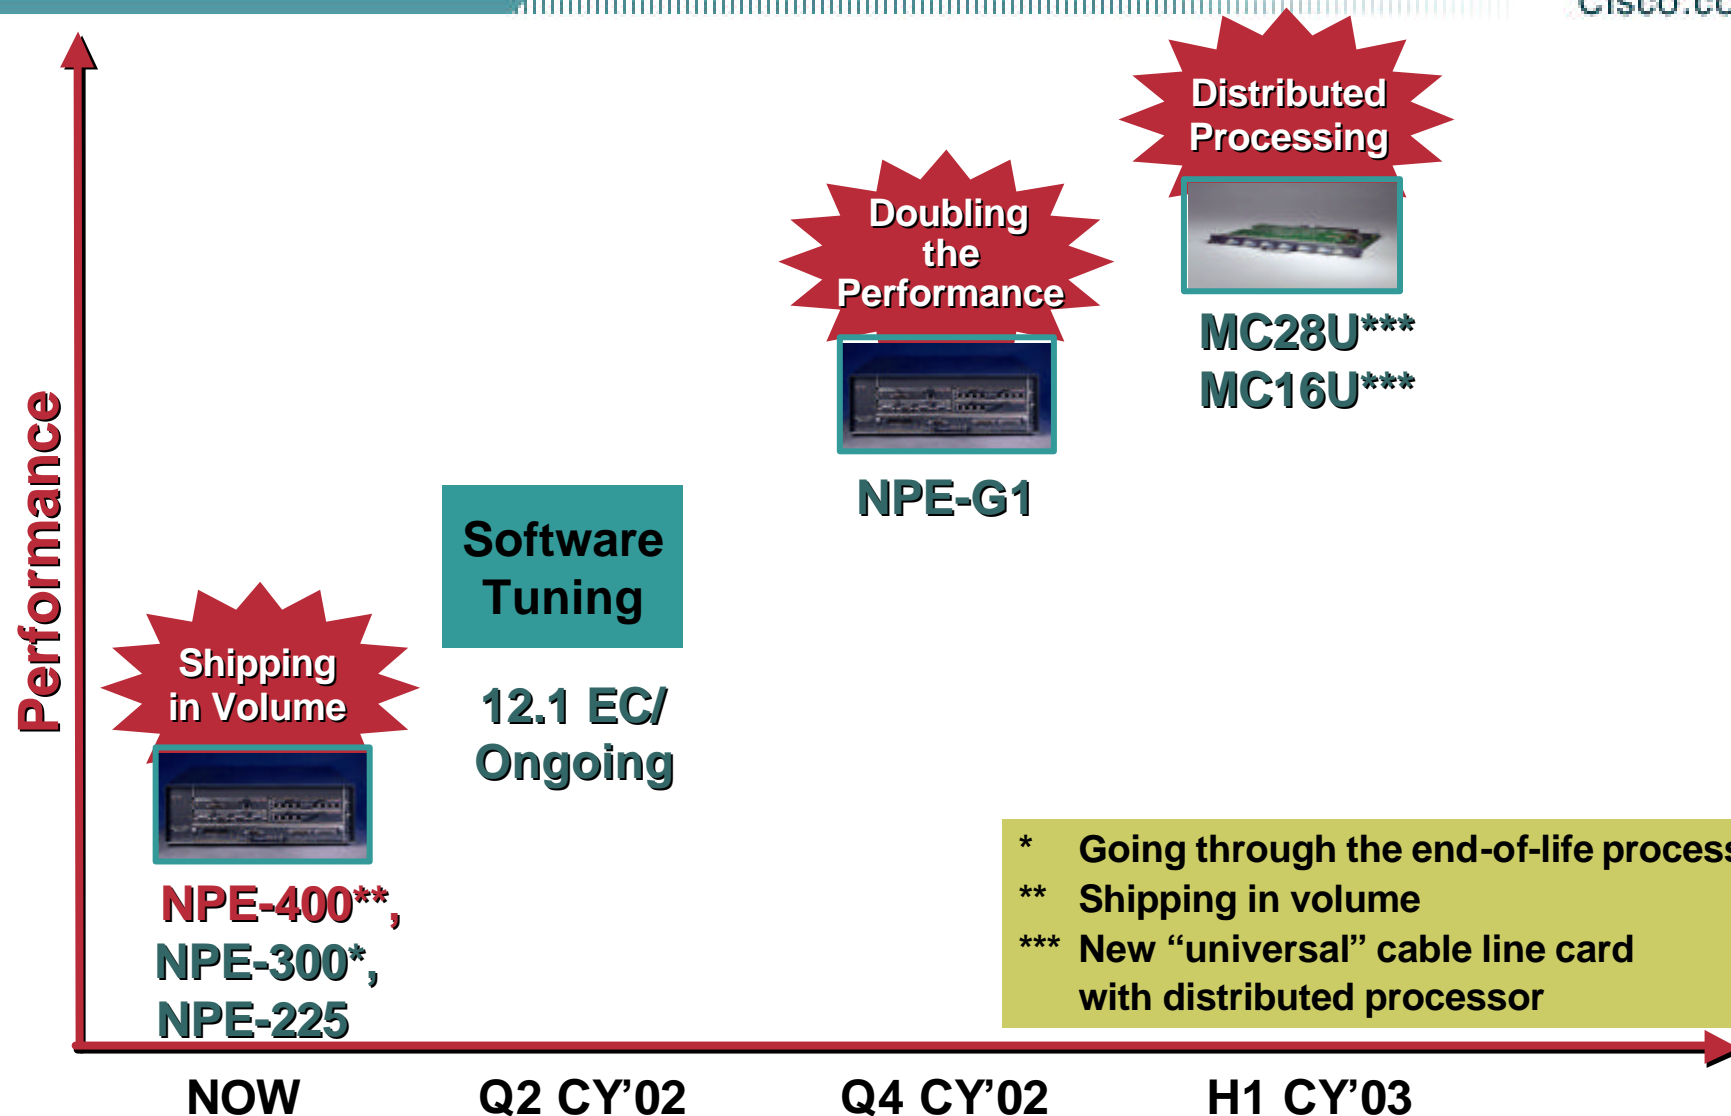 Distributed
Processing
Doubling
the
Performance
MC28U***
MC16U***
NPE-G1
Performance
Software
Tuning
Shipping
in Volume
12.1 EC/
Ongoing
NPE-400**,
NPE-300*,
NPE-225
* Going through the end-of-life process
** Shipping in volume
*** New “universal” cable line card
with distributed processor
NOW
Q2 CY’02
Q4 CY’02
H1 CY’03